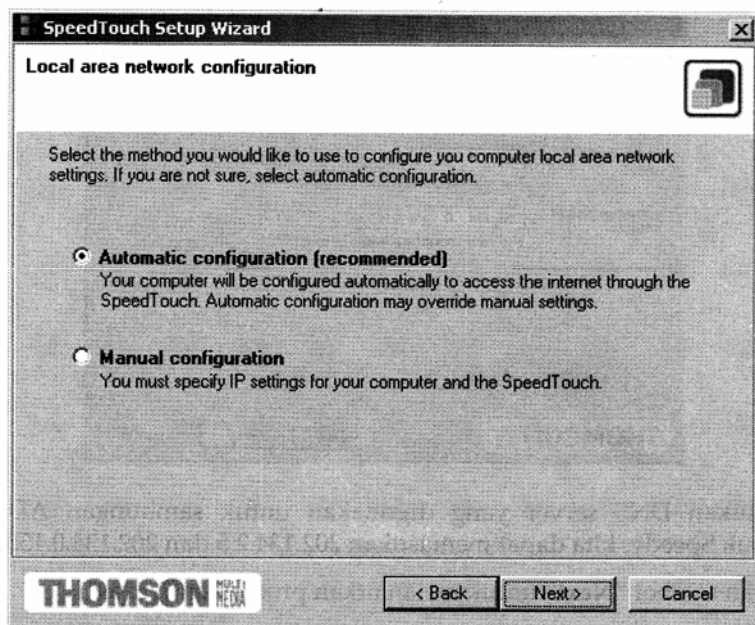 SpeedTouch Setup Wizard
Local area network configuration
Select the method you would like to use to configure you computer local area network
settings. If you are not sure, select automatic configuration.
Automatic configuration (recommended)
Your computer will be configured automatically to access the internet through the
SpeedTouch. Automatic configuration may override manual settings.
Manual configuration
You must specify IP settings for your computer and the SpeedTouch.
THOMSON MULTI
MEDIA
< Back Next > Cancel